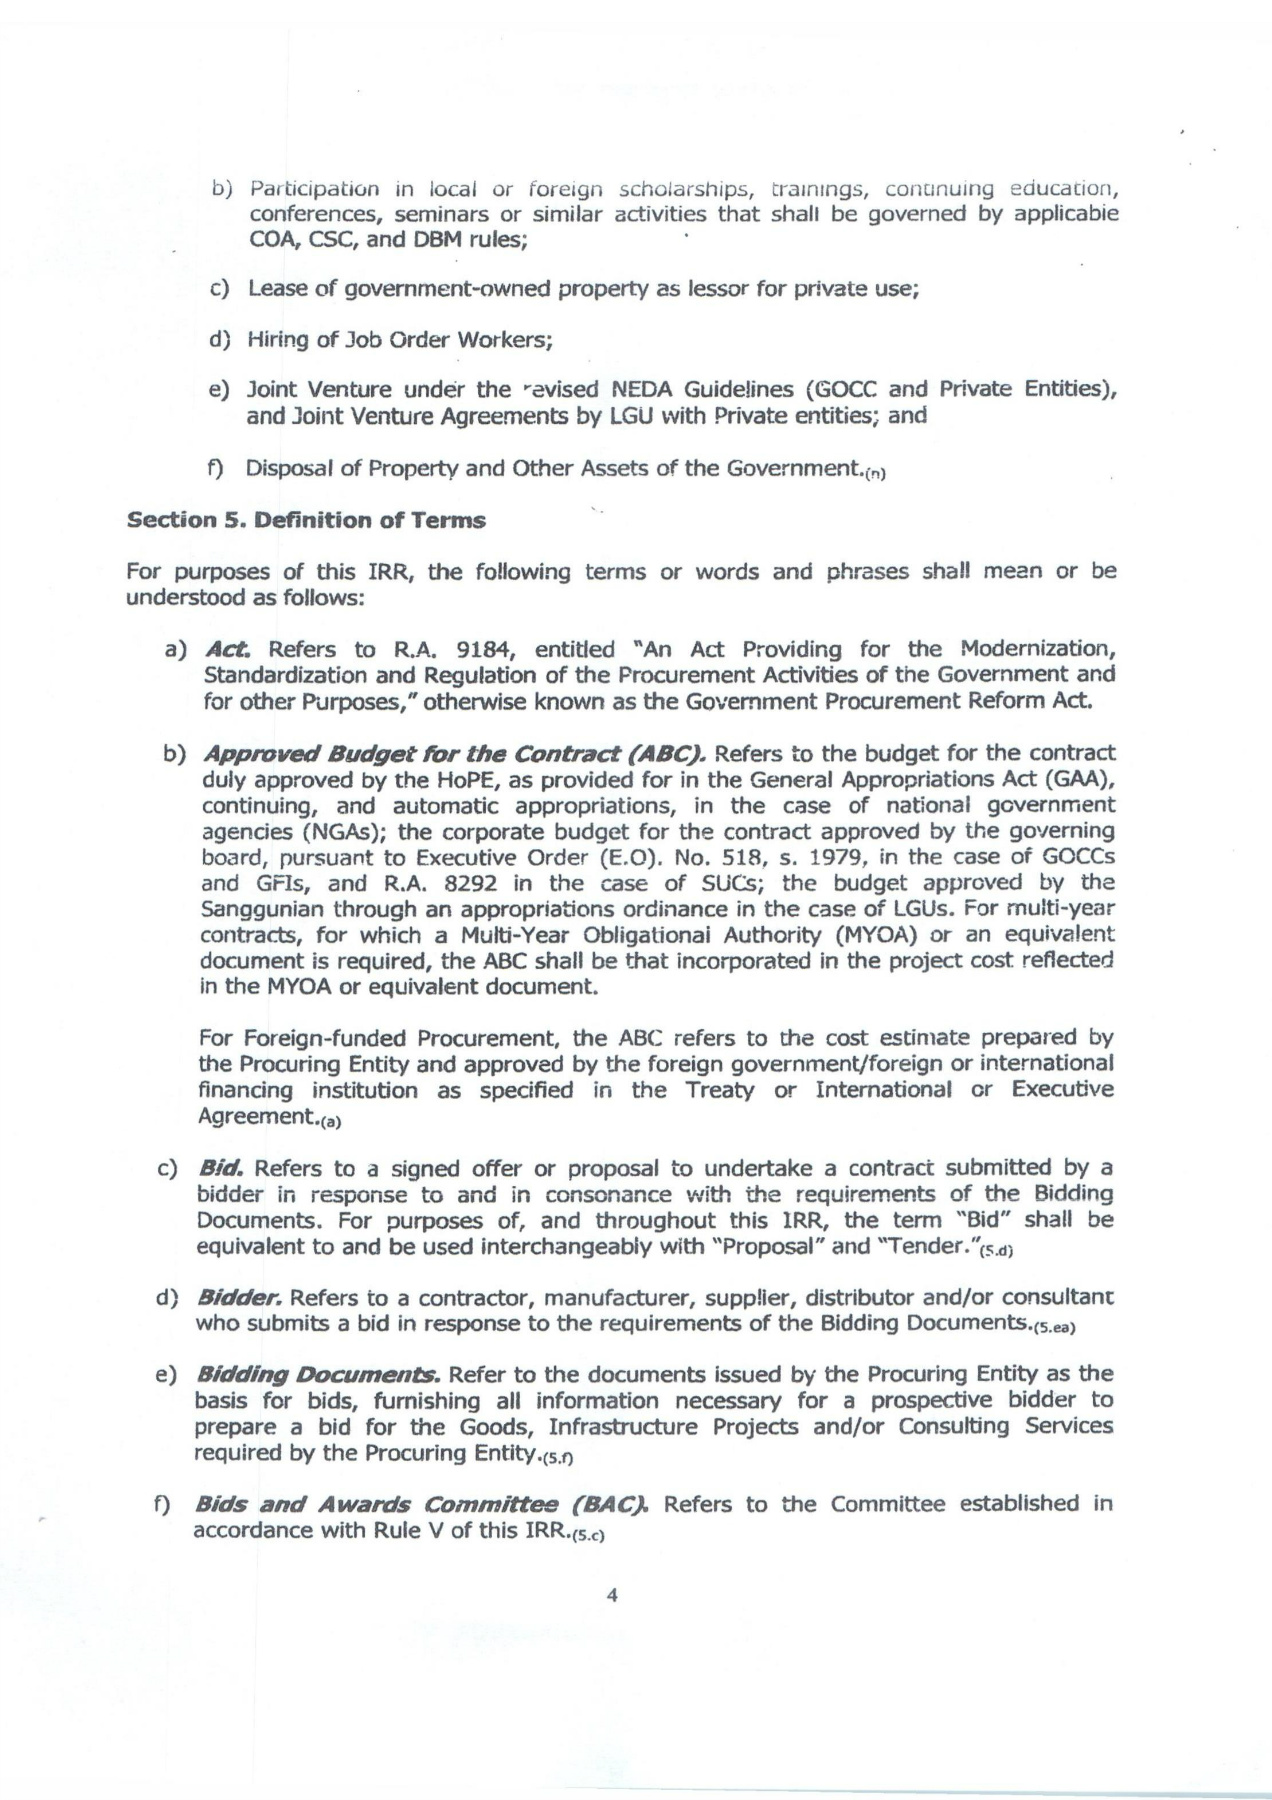 b) Participation in local or foreign scholarships, trainings, continuing education,
conferences, seminars or similar activities that shall be governed by applicable
COA, CSC, and DBM rules;
c) Lease of government-owned property as lessor for private use;
d) Hiring of Job Order Workers;
e) Joint Venture under the revised NEDA Guidelines (GOCC and Private Entities),
and Joint Venture Agreements by LGU with Private entities; and
f) Disposal of Property and Other Assets of the Government.(n)
Section 5. Definition of Terms
For purposes of this IRR, the following terms or words and phrases shall mean or be
understood as follows:
a) Act. Refers to R.A. 9184, entitled "An Act Providing for the Modernization,
Standardization and Regulation of the Procurement Activities of the Government and
for other Purposes," otherwise known as the Government Procurement Reform Act.
b) Approved Budget for the Contract (ABC). Refers to the budget for the contract
duly approved by the HoPE, as provided for in the General Appropriations Act (GAA),
continuing, and automatic appropriations, in the case of national government
agencies (NGAs); the corporate budget for the contract approved by the governing
board, pursuant to Executive Order (E.O). No. 518, s. 1979, in the case of GOCCs
and GFIs, and R.A. 8292 in the case of SUCs; the budget approved by the
Sanggunian through an appropriations ordinance in the case of LGUs. For multi-year
contracts, for which a Multi-Year Obligational Authority (MYOA) or an equivalent
document is required, the ABC shall be that incorporated in the project cost reflected
in the MYOA or equivalent document.
For Foreign-funded Procurement, the ABC refers to the cost estimate prepared by
the Procuring Entity and approved by the foreign government/foreign or international
financing institution as specified in the Treaty or International or Executive
Agreement.(a)
c) Bid. Refers to a signed offer or proposal to undertake a contract submitted by a
bidder in response to and in consonance with the requirements of the Bidding
Documents. For purposes of, and throughout this IRR, the term "Bid" shall be
equivalent to and be used interchangeably with "Proposal" and "Tender."(5.d)
d) Bidder. Refers to a contractor, manufacturer, supplier, distributor and/or consultant
who submits a bid in response to the requirements of the Bidding Documents.(5.ea)
e) Bidding Documents. Refer to the documents issued by the Procuring Entity as the
basis for bids, furnishing all information necessary for a prospective bidder to
prepare a bid for the Goods, Infrastructure Projects and/or Consulting Services
required by the Procuring Entity.(5.f)
f) Bids and Awards Committee (BAC). Refers to the Committee established in
accordance with Rule V of this IRR.(5.c)
4